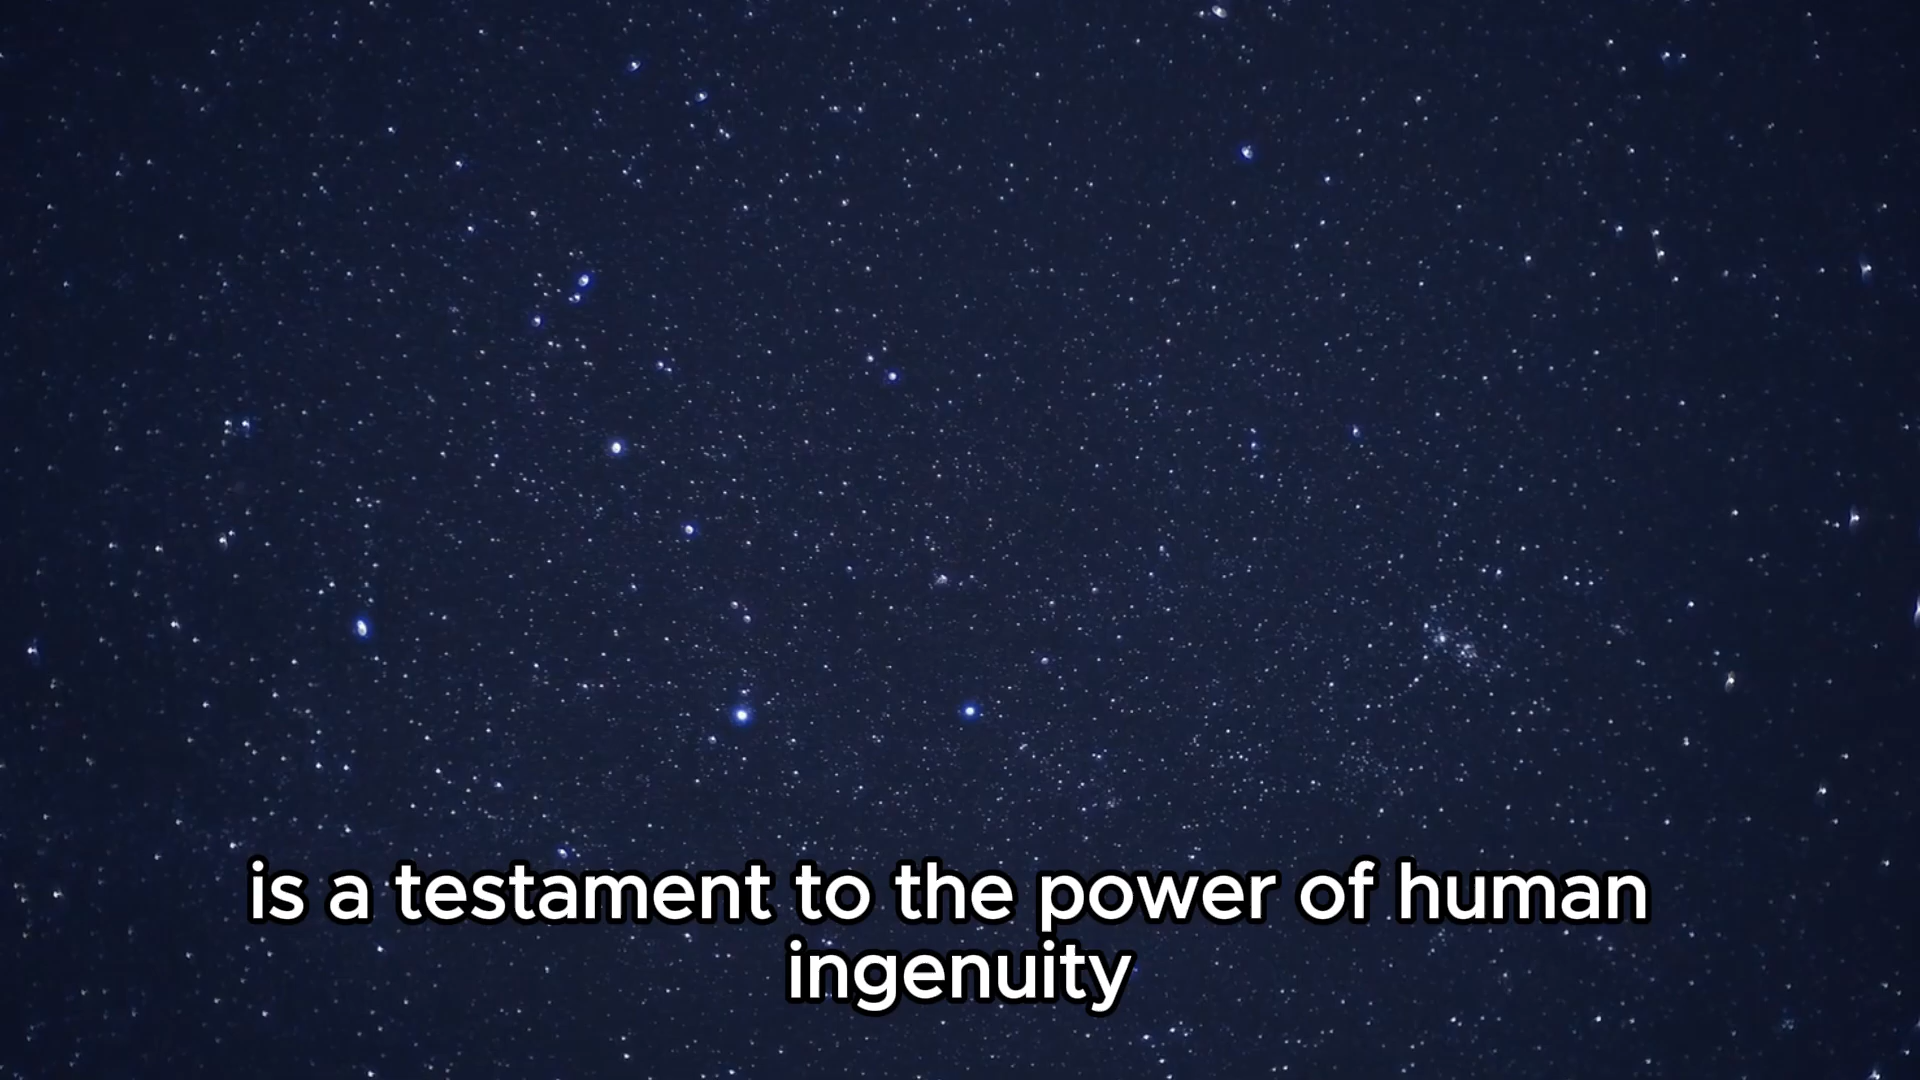 is a testament to the power of human
ingenuity